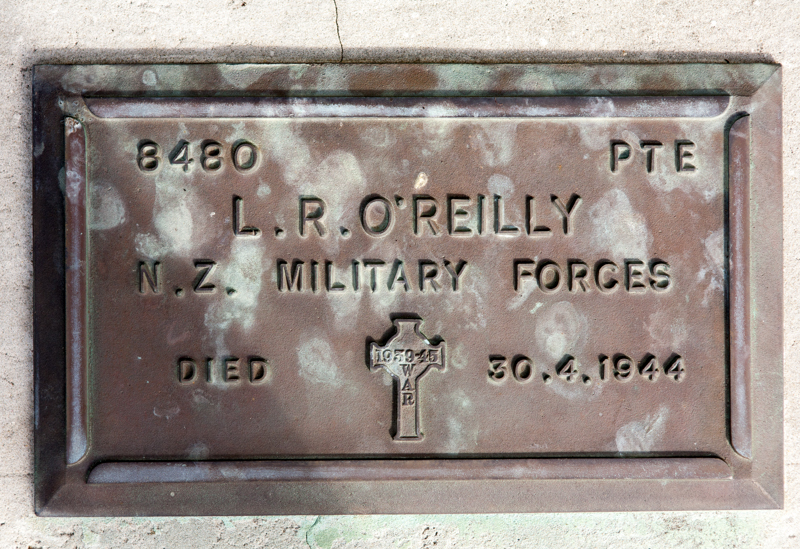 8480 PTE
L.R.O'REILLY
N.Z. MILITARY FORCES
1939-45
WAR
DIED 30.4.1944